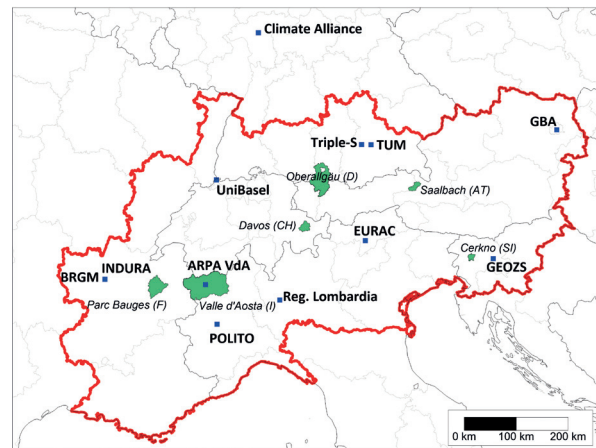 Climate Alliance
GBA
Triple-S
TUM
Oberallgäu (D)
Saalbach (AT)
UniBasel
Davos (CH)
EURAC
Cerkno (SI)
GEOZS
INDURA
ARPA VdA
BRGM
Parc Bauges (F)
Valle d'Aosta (I)
Reg. Lombardia
POLITO
0 km
100 km
200 km